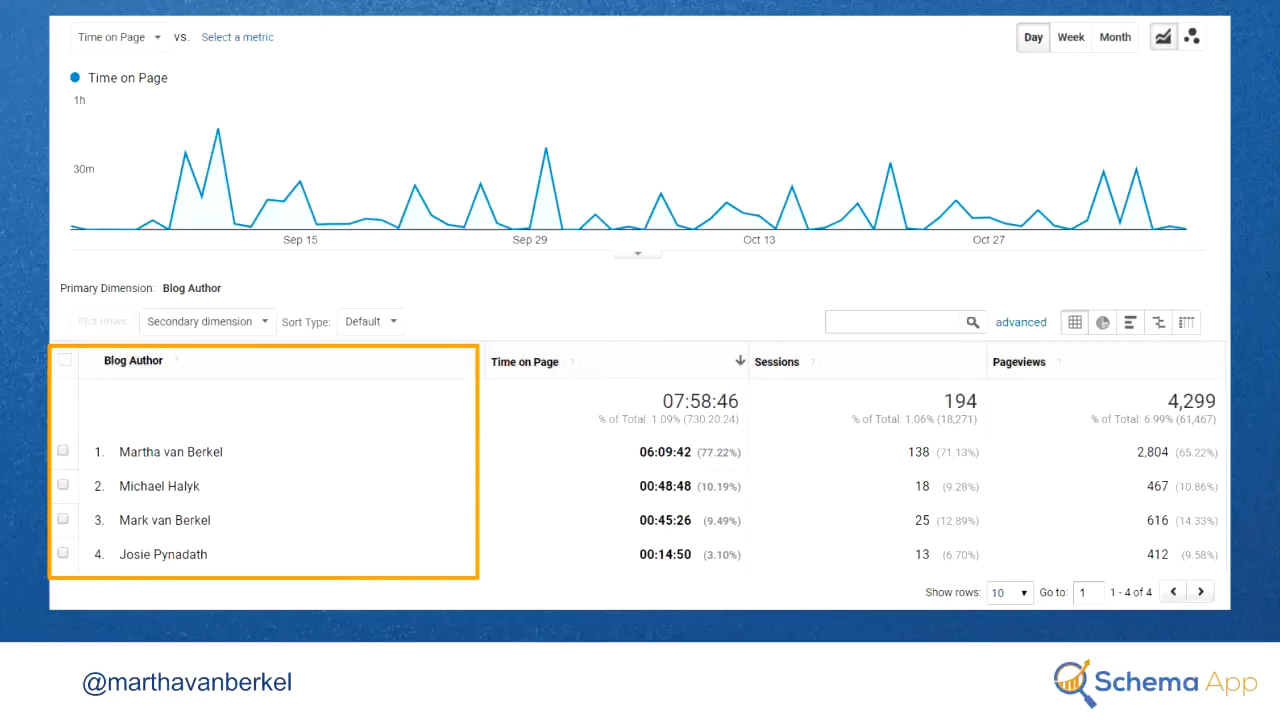 Time on Page vs. Select a metric Day Week Month
Time on Page
1h
30m
Sep 15 Sep 29 Oct 13 Oct 27
Primary Dimension: Blog Author
Plot Rows Secondary dimension Sort Type: Default advanced
Blog Author ? Time on Page ? Sessions ? Pageviews ?
07:58:46 194 4,299
% of Total: 1.09% (730:20:24) % of Total: 1.06% (18,271) % of Total: 6.99% (61,467)
1. Martha van Berkel 06:09:42 (77.22%) 138 (71.13%) 2,804 (65.22%)
2. Michael Halyk 00:48:48 (10.19%) 18 (9.28%) 467 (10.86%)
3. Mark van Berkel 00:45:26 (9.49%) 25 (12.89%) 616 (14.33%)
4. Josie Pynadath 00:14:50 (3.10%) 13 (6.70%) 412 (9.58%)
Show rows: 10 Go to: 1 1 - 4 of 4
@marthavanberkel Schema App